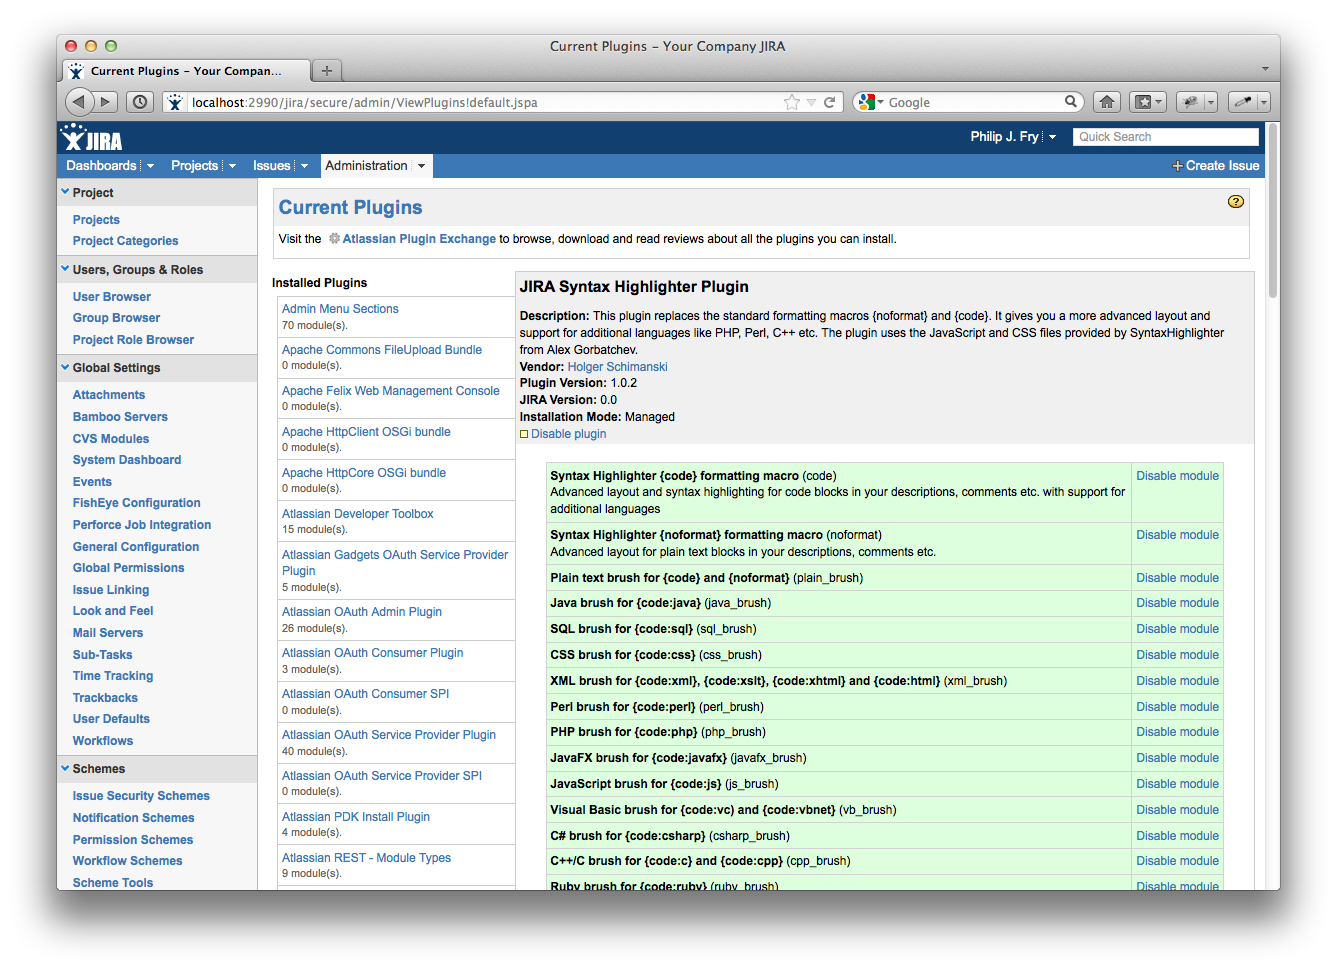 Current Plugins – Your Company JIRA
Current Plugins – Your Compan...
localhost:2990/jira/secure/admin/ViewPlugins!default.jspa
Google
JIRA
Philip J. Fry
Quick Search
Dashboards
Projects
Issues
Administration
+ Create Issue
Project
Projects
Project Categories
Users, Groups & Roles
User Browser
Group Browser
Project Role Browser
Global Settings
Attachments
Bamboo Servers
CVS Modules
System Dashboard
Events
FishEye Configuration
Perforce Job Integration
General Configuration
Global Permissions
Issue Linking
Look and Feel
Mail Servers
Sub-Tasks
Time Tracking
Trackbacks
User Defaults
Workflows
Schemes
Issue Security Schemes
Notification Schemes
Permission Schemes
Workflow Schemes
Scheme Tools
Current Plugins
?
Visit the Atlassian Plugin Exchange to browse, download and read reviews about all the plugins you can install.
Installed Plugins
Admin Menu Sections
70 module(s).
Apache Commons FileUpload Bundle
0 module(s).
Apache Felix Web Management Console
0 module(s).
Apache HttpClient OSGi bundle
0 module(s).
Apache HttpCore OSGi bundle
0 module(s).
Atlassian Developer Toolbox
15 module(s).
Atlassian Gadgets OAuth Service Provider
Plugin
5 module(s).
Atlassian OAuth Admin Plugin
26 module(s).
Atlassian OAuth Consumer Plugin
3 module(s).
Atlassian OAuth Consumer SPI
0 module(s).
Atlassian OAuth Service Provider Plugin
40 module(s).
Atlassian OAuth Service Provider SPI
0 module(s).
Atlassian PDK Install Plugin
4 module(s).
Atlassian REST - Module Types
9 module(s).
JIRA Syntax Highlighter Plugin
Description: This plugin replaces the standard formatting macros {noformat} and {code}. It gives you a more advanced layout and
support for additional languages like PHP, Perl, C++ etc. The plugin uses the JavaScript and CSS files provided by SyntaxHighlighter
from Alex Gorbatchev.
Vendor: Holger Schimanski
Plugin Version: 1.0.2
JIRA Version: 0.0
Installation Mode: Managed
Disable plugin
Syntax Highlighter {code} formatting macro (code)
Disable module
Advanced layout and syntax highlighting for code blocks in your descriptions, comments etc. with support for
additional languages
Syntax Highlighter {noformat} formatting macro (noformat)
Disable module
Advanced layout for plain text blocks in your descriptions, comments etc.
Plain text brush for {code} and {noformat} (plain_brush)
Disable module
Java brush for {code:java} (java_brush)
Disable module
SQL brush for {code:sql} (sql_brush)
Disable module
CSS brush for {code:css} (css_brush)
Disable module
XML brush for {code:xml}, {code:xslt}, {code:xhtml} and {code:html} (xml_brush)
Disable module
Perl brush for {code:perl} (perl_brush)
Disable module
PHP brush for {code:php} (php_brush)
Disable module
JavaFX brush for {code:javafx} (javafx_brush)
Disable module
JavaScript brush for {code:js} (js_brush)
Disable module
Visual Basic brush for {code:vc} and {code:vbnet} (vb_brush)
Disable module
C# brush for {code:csharp} (csharp_brush)
Disable module
C++/C brush for {code:c} and {code:cpp} (cpp_brush)
Disable module
Ruby brush for {code:ruby} (ruby_brush)
Disable module